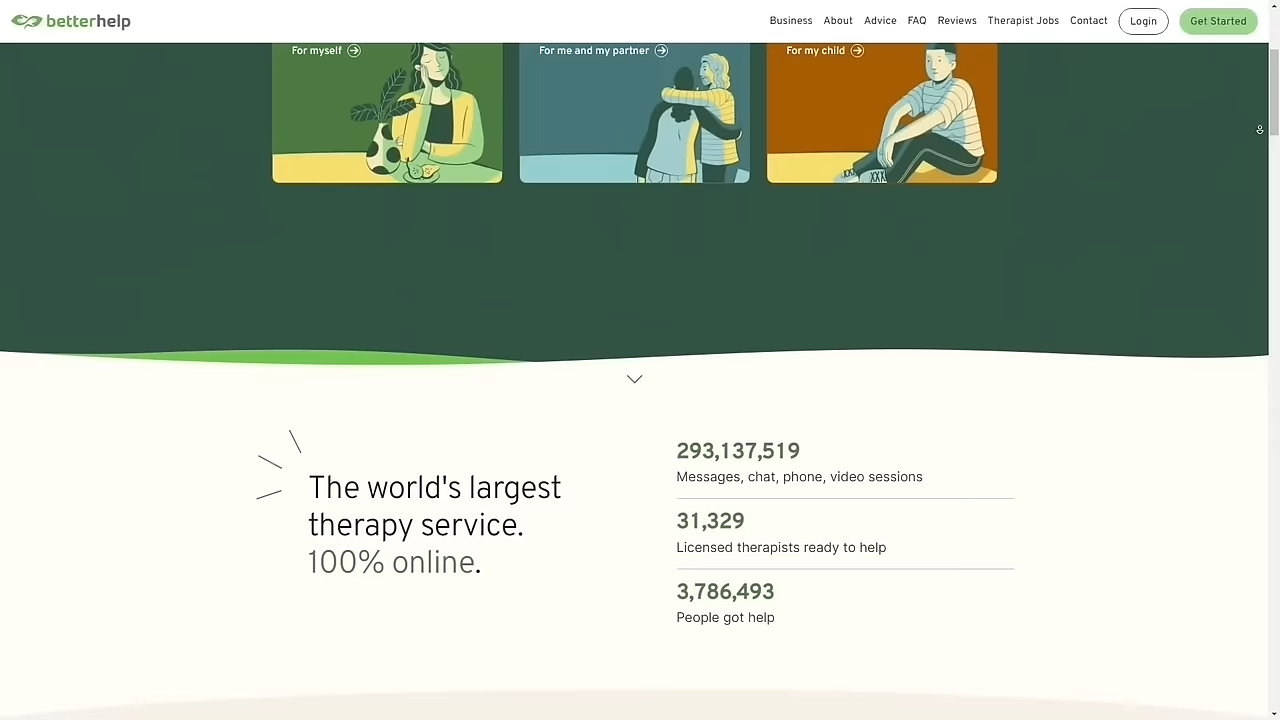 betterhelp
Business About Advice FAQ Reviews Therapist Jobs Contact Login Get Started
For myself
For me and my partner
For my child
The world's largest
therapy service.
100% online.
293,137,519
Messages, chat, phone, video sessions
31,329
Licensed therapists ready to help
3,786,493
People got help